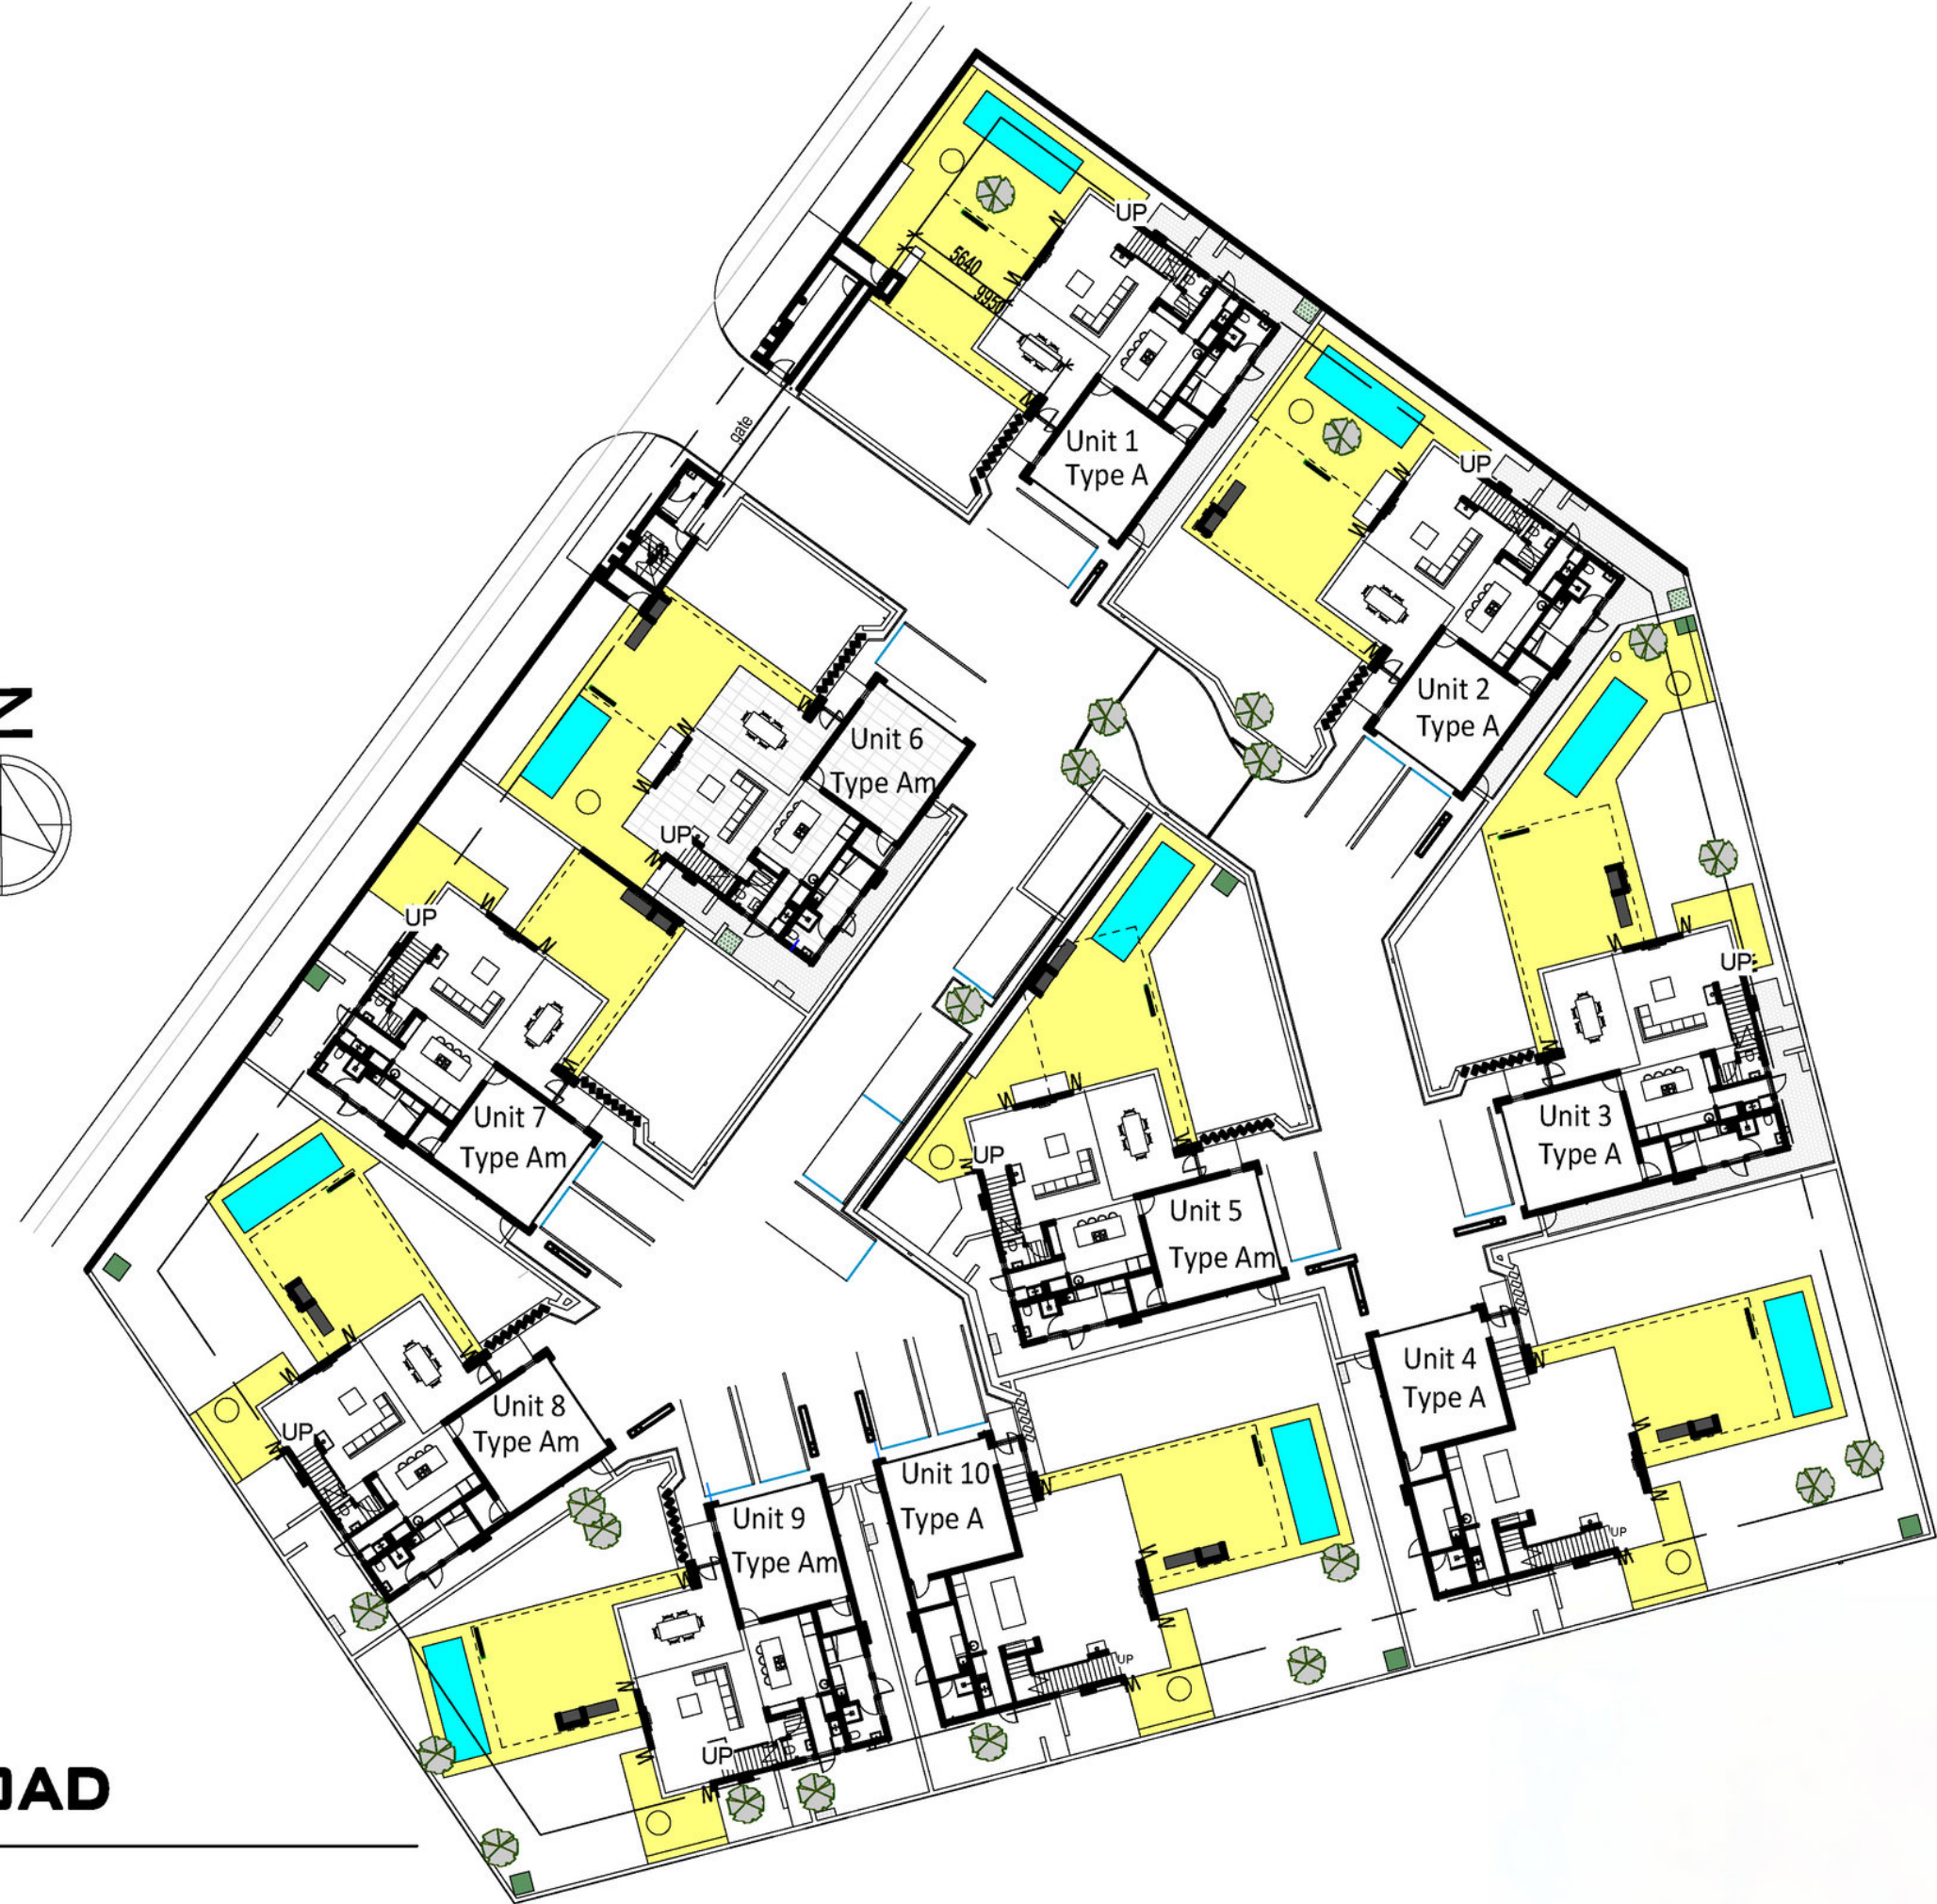 UP
5640
9950
gate
Unit 1
Type A
UP
Unit 2
Type A
N
Unit 6
Type Am
UP
UP
UP
Unit 7
Type Am
Unit 3
Type A
UP
Unit 5
Type Am
Unit 4
Type A
Unit 8
Type Am
UP
Unit 10
Type A
Unit 9
Type Am
UP
UP
UP